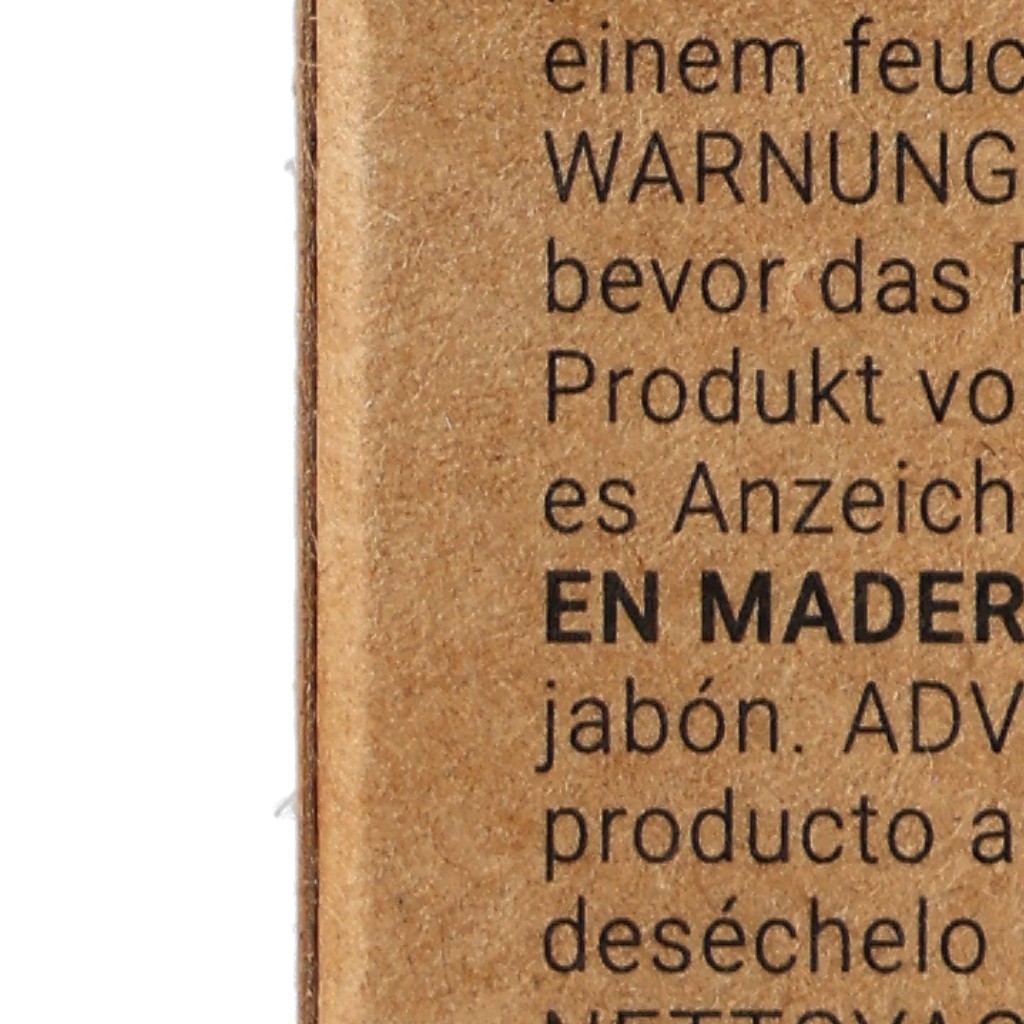 einem feuc
WARNUNG
bevor das P
Produkt vo
es Anzeich
EN MADER
jabón. ADV
producto a
deséchelo